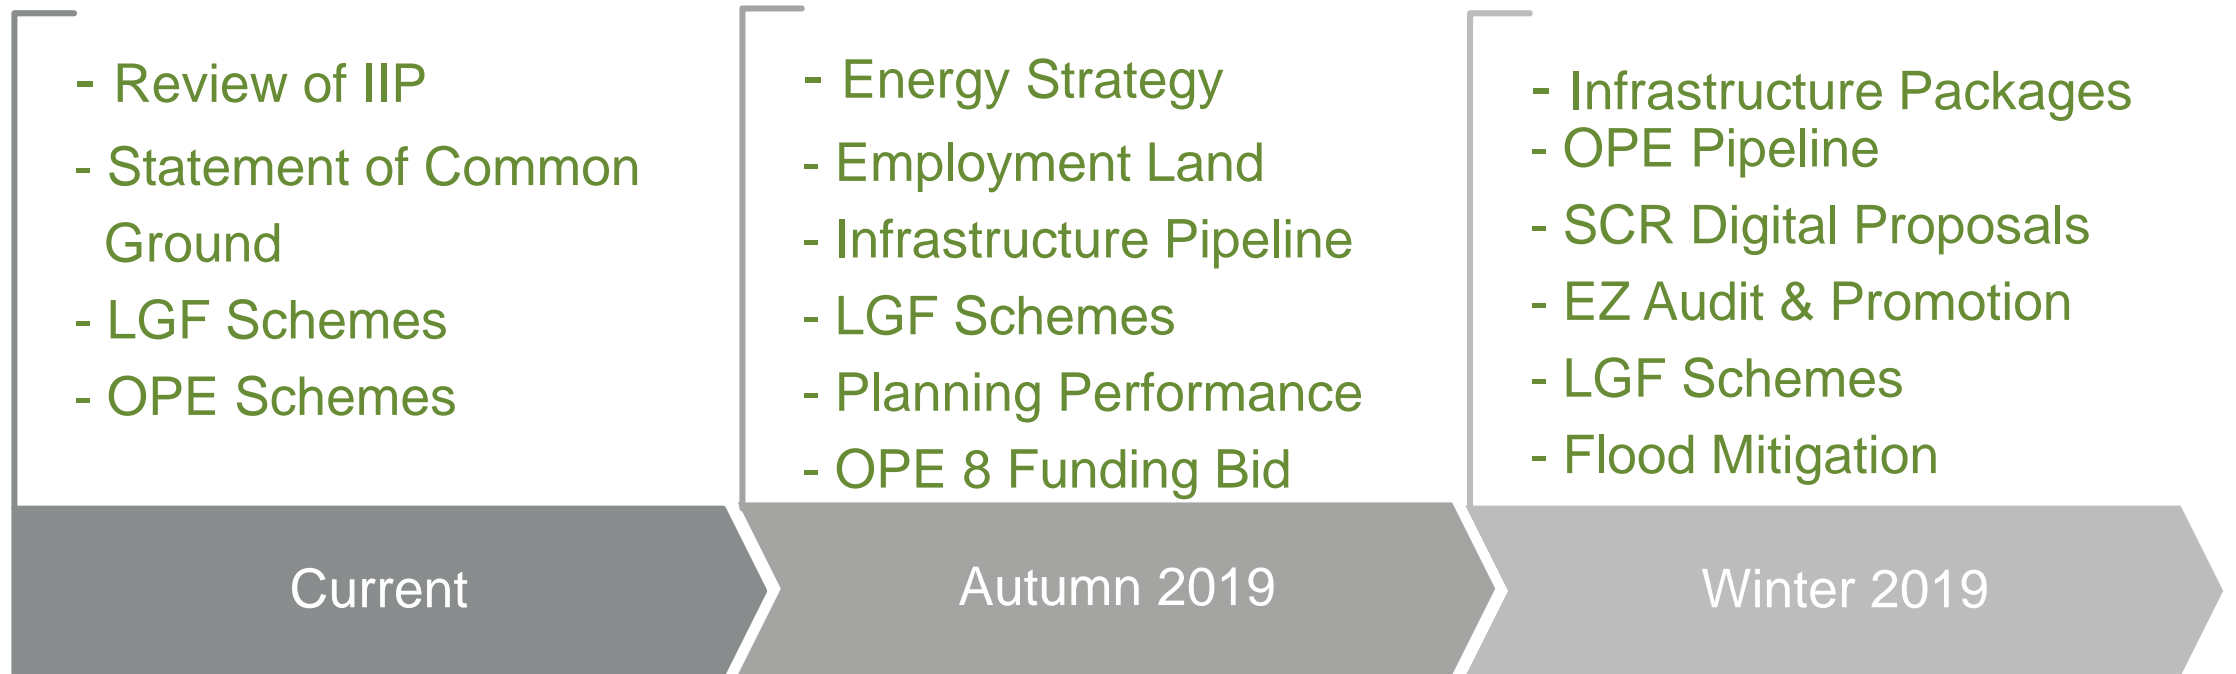 - Review of IIP
- Statement of Common
Ground
- LGF Schemes
- OPE Schemes
Current
- Energy Strategy
- Employment Land
- Infrastructure Pipeline
- LGF Schemes
- Planning Performance
- OPE 8 Funding Bid
Autumn 2019
- Infrastructure Packages
- OPE Pipeline
- SCR Digital Proposals
- EZ Audit & Promotion
- LGF Schemes
- Flood Mitigation
Winter 2019